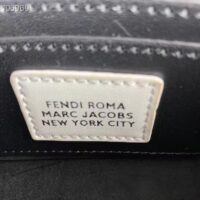 FENDI ROMA
MARC JACOBS
NEW YORK CITY